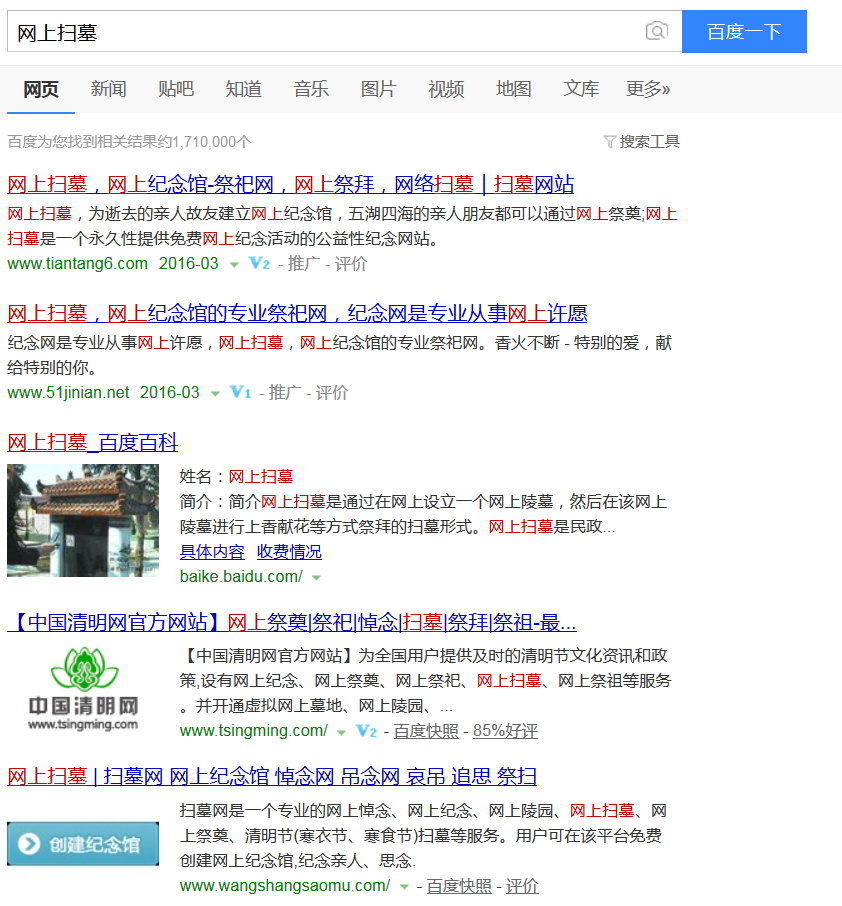 网上扫墓
百度一下
网页 新闻 贴吧 知道 音乐 图片 视频 地图 文库 更多»
百度为您找到相关结果约1,710,000个 搜索工具
网上扫墓，网上纪念馆-祭祀网，网上祭拜，网络扫墓 | 扫墓网站
网上扫墓，为逝去的亲人故友建立网上纪念馆，五湖四海的亲人朋友都可以通过网上祭奠;网上
扫墓是一个永久性提供免费网上纪念活动的公益性纪念网站。
www.tiantang6.com 2016-03 V2 - 推广 - 评价
网上扫墓，网上纪念馆的专业祭祀网，纪念网是专业从事网上许愿
纪念网是专业从事网上许愿，网上扫墓，网上纪念馆的专业祭祀网。香火不断 - 特别的爱，献
给特别的你。
www.51jinian.net 2016-03 V1 - 推广 - 评价
网上扫墓_百度百科
姓名：网上扫墓
简介：简介网上扫墓是通过在网上设立一个网上陵墓，然后在该网上
陵墓进行上香献花等方式祭拜的扫墓形式。网上扫墓是民政...
具体内容 收费情况
baike.baidu.com/
【中国清明网官方网站】网上祭奠|祭祀|悼念|扫墓|祭拜|祭祖-最...
中国清明网
www.tsingming.com
【中国清明网官方网站】为全国用户提供及时的清明节文化资讯和政
策,设有网上纪念、网上祭奠、网上祭祀、网上扫墓、网上祭祖等服务
。并开通虚拟网上墓地、网上陵园、...
www.tsingming.com/ V2 - 百度快照 - 85%好评
网上扫墓 | 扫墓网 网上纪念馆 悼念网 吊念网 哀吊 追思 祭扫
创建纪念馆
扫墓网是一个专业的网上悼念、网上纪念、网上陵园、网上扫墓、网
上祭奠、清明节(寒衣节、寒食节)扫墓等服务。用户可在该平台免费
创建网上纪念馆,纪念亲人、思念.
www.wangshangsaomu.com/ - 百度快照 - 评价